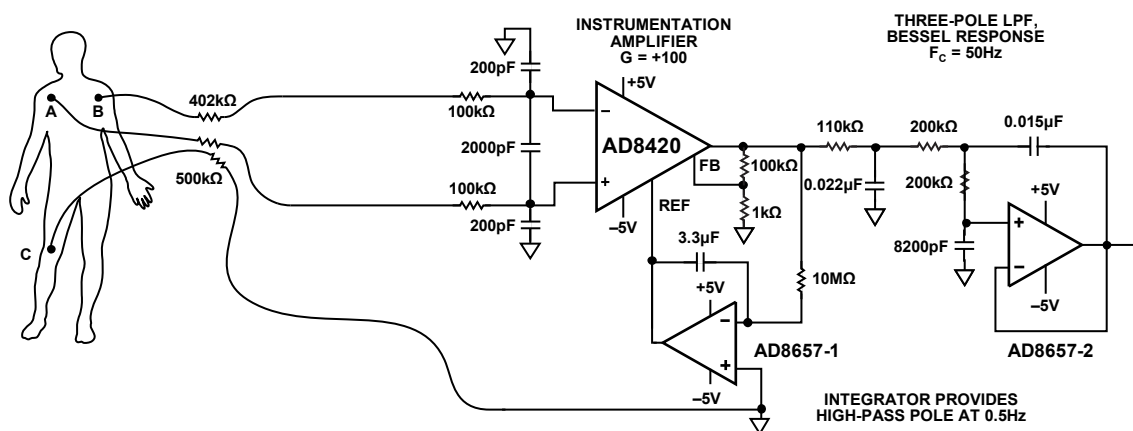 INSTRUMENTATION
AMPLIFIER
G = +100
THREE-POLE LPF,
BESSEL RESPONSE
FC = 50Hz
A
B
C
402kΩ
500kΩ
200pF
100kΩ
2000pF
100kΩ
200pF
+5V
−
AD8420
+
–5V
FB
REF
100kΩ
1kΩ
3.3µF
10MΩ
+5V
−
+
–5V
AD8657-1
110kΩ
0.022µF
200kΩ
200kΩ
0.015µF
8200pF
+5V
+
−
–5V
AD8657-2
INTEGRATOR PROVIDES
HIGH-PASS POLE AT 0.5Hz